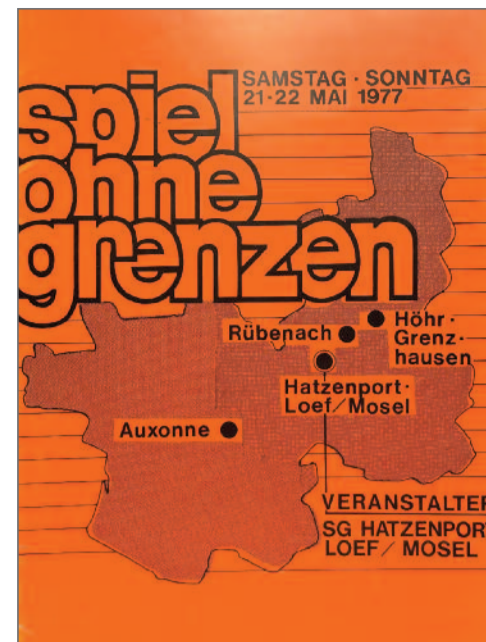 spiel
ohne
grenzen
SAMSTAG · SONNTAG
21·22 MAI 1977
Höhr·
Grenz·
hausen
Rübenach
Hatzenport·
Loef/Mosel
Auxonne
VERANSTALTER
SG HATZENPORT
LOEF/MOSEL